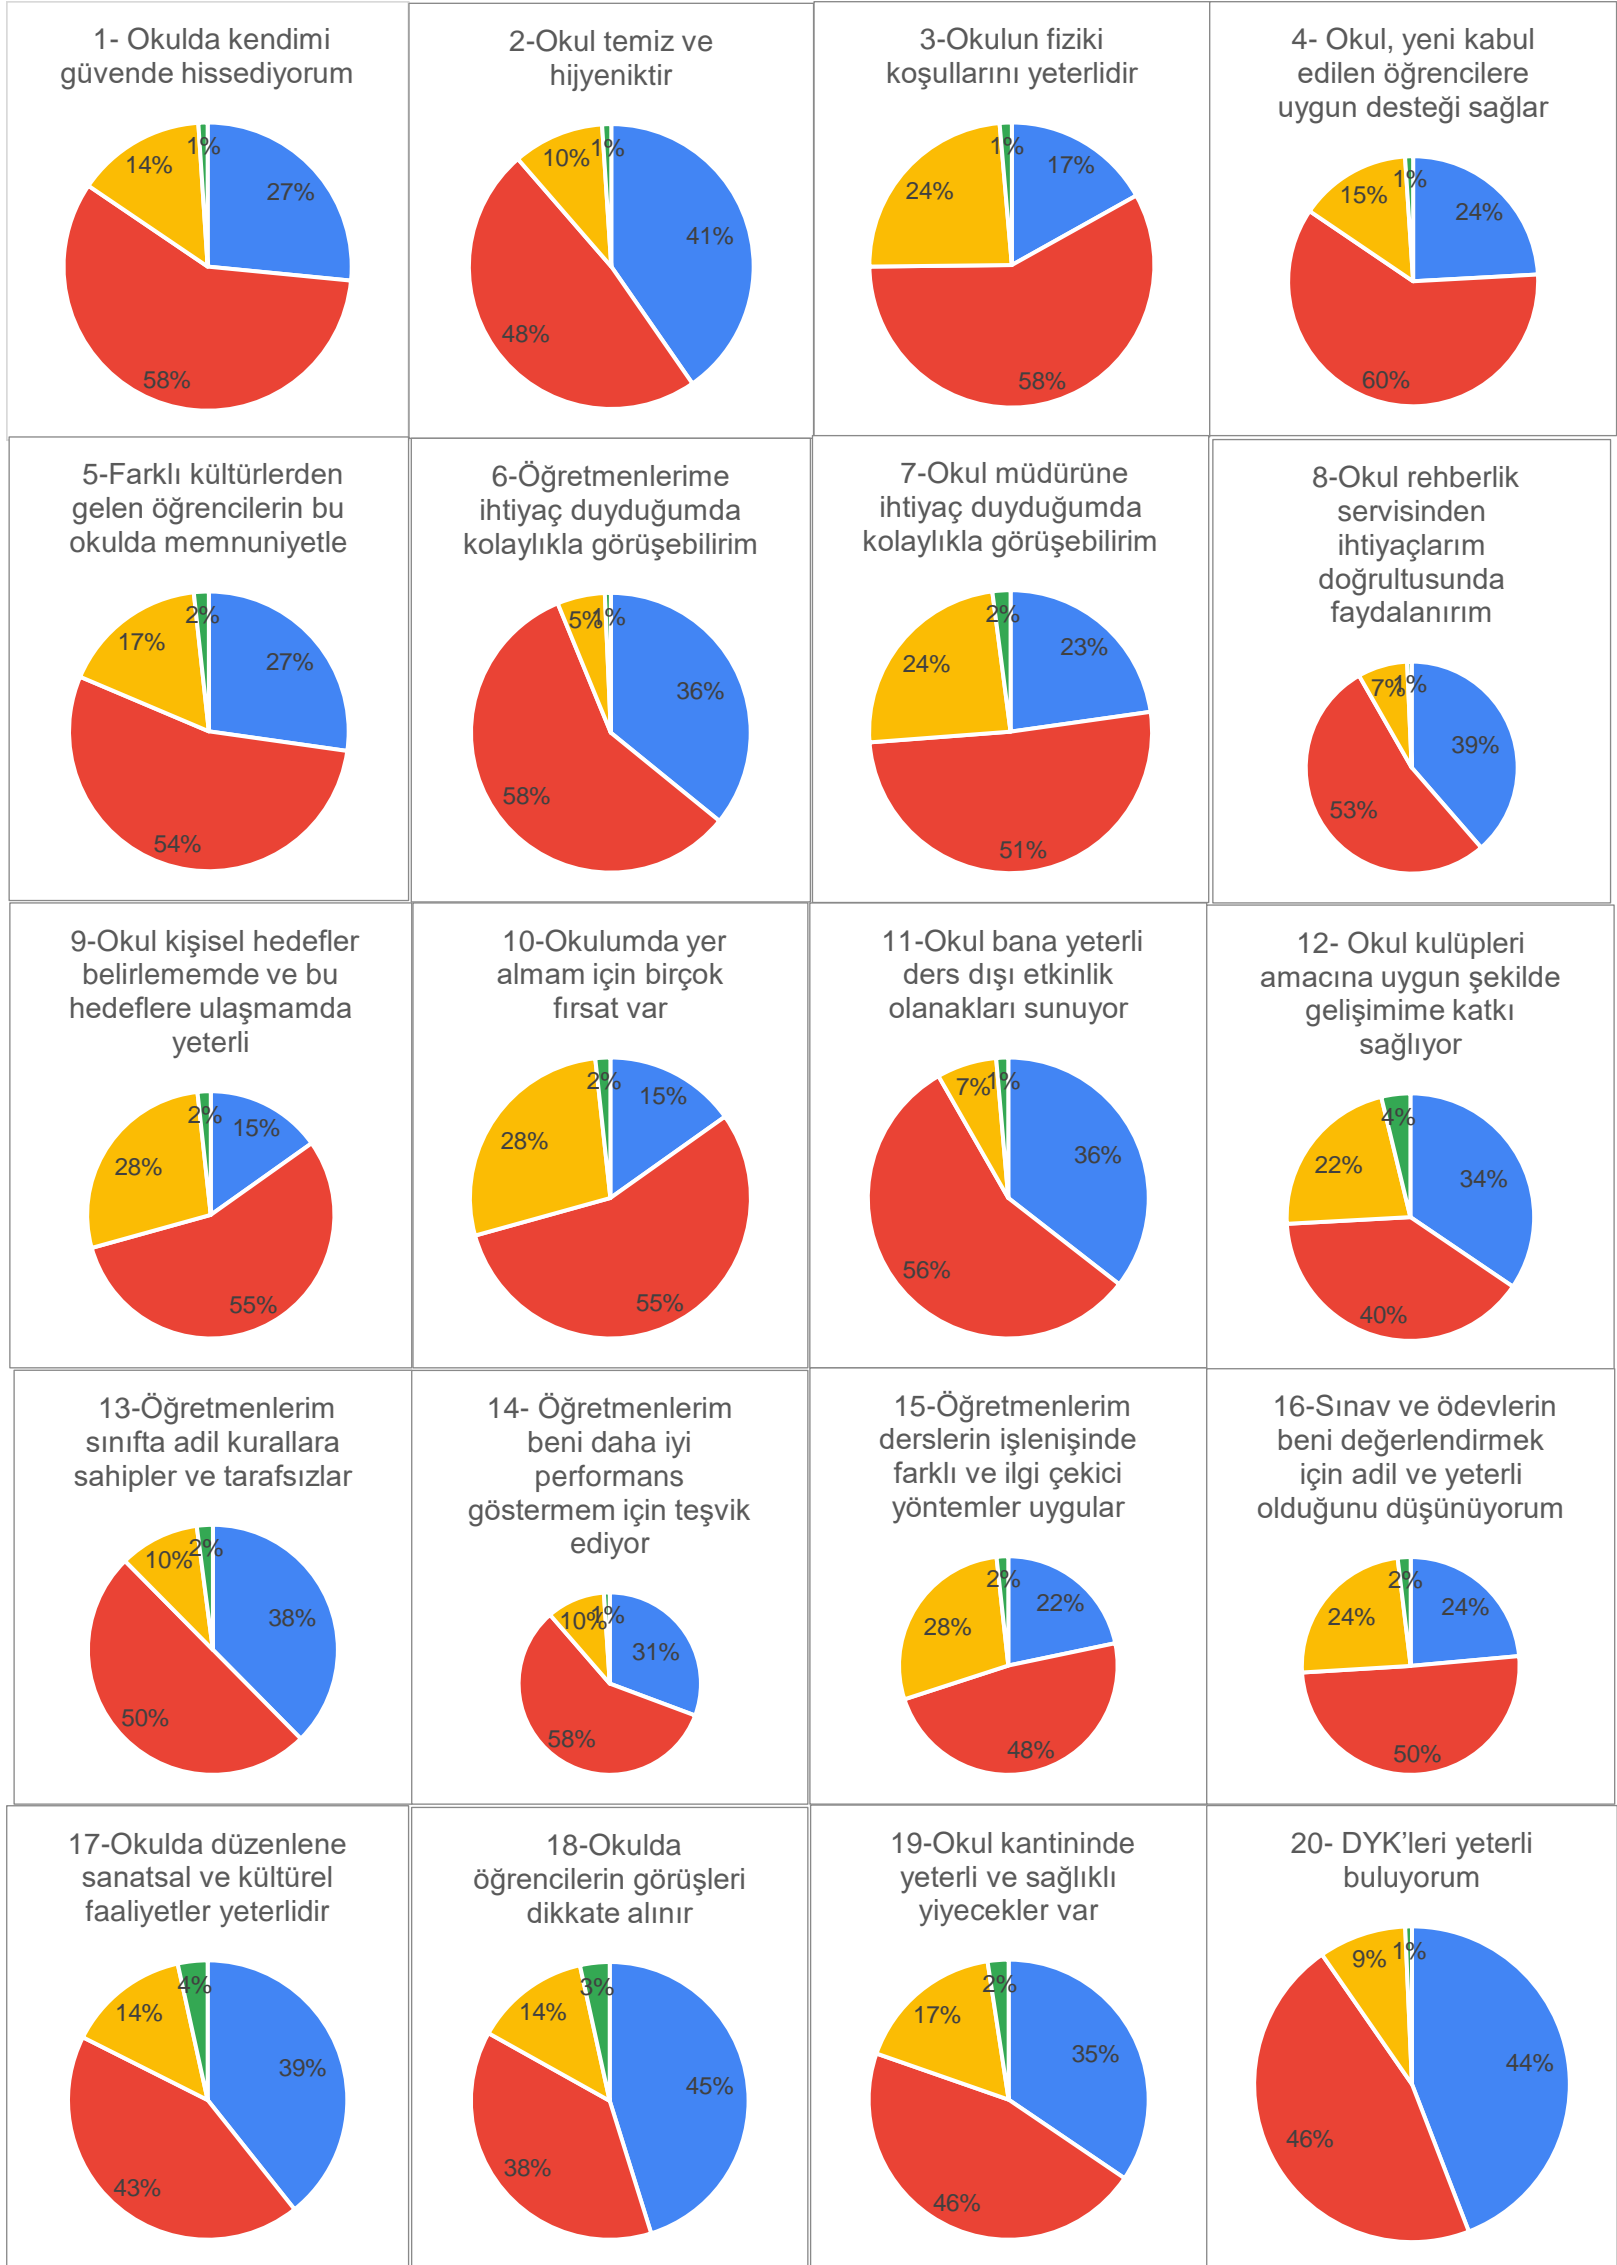 1- Okulda kendimi
güvende hissediyorum
14%
1%
27%
58%
2-Okul temiz ve
hijyeniktir
10%
1%
41%
48%
3-Okulun fiziki
koşullarını yeterlidir
1%
17%
24%
58%
4- Okul, yeni kabul
edilen öğrencilere
uygun desteği sağlar
15%
1%
24%
60%
5-Farklı kültürlerden
gelen öğrencilerin bu
okulda memnuniyetle
2%
17%
27%
54%
6-Öğretmenlerime
ihtiyaç duyduğumda
kolaylıkla görüşebilirim
5%
1%
36%
58%
7-Okul müdürüne
ihtiyaç duyduğumda
kolaylıkla görüşebilirim
2%
24%
23%
51%
8-Okul rehberlik
servisinden
ihtiyaçlarım
doğrultusunda
faydalanırım
7%
1%
39%
53%
9-Okul kişisel hedefler
belirlememde ve bu
hedeflere ulaşmamda
yeterli
2%
15%
28%
55%
10-Okulumda yer
almam için birçok
fırsat var
2%
15%
28%
55%
11-Okul bana yeterli
ders dışı etkinlik
olanakları sunuyor
7%
1%
36%
56%
12- Okul kulüpleri
amacına uygun şekilde
gelişimime katkı
sağlıyor
4%
22%
34%
40%
13-Öğretmenlerim
sınıfta adil kurallara
sahipler ve tarafsızlar
10%
2%
38%
50%
14- Öğretmenlerim
beni daha iyi
performans
göstermem için teşvik
ediyor
10%
1%
31%
58%
15-Öğretmenlerim
derslerin işlenişinde
farklı ve ilgi çekici
yöntemler uygular
2%
22%
28%
48%
16-Sınav ve ödevlerin
beni değerlendirmek
için adil ve yeterli
olduğunu düşünüyorum
2%
24%
24%
50%
17-Okulda düzenlene
sanatsal ve kültürel
faaliyetler yeterlidir
4%
14%
39%
43%
18-Okulda
öğrencilerin görüşleri
dikkate alınır
3%
14%
45%
38%
19-Okul kantininde
yeterli ve sağlıklı
yiyecekler var
2%
17%
35%
46%
20- DYK’leri yeterli
buluyorum
9%
1%
44%
46%